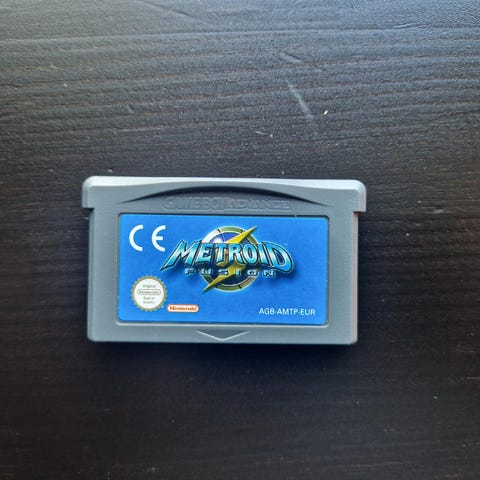 GAME BOY ADVANCE
CE
METROID
FUSION
Original
Nintendo
Seal of
Quality
Nintendo
AGB-AMTP-EUR